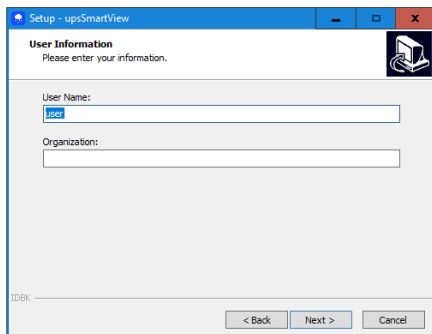 Setup - upsSmartView
User Information
Please enter your information.
User Name:
user
Organization:
IDBK
< Back
Next >
Cancel